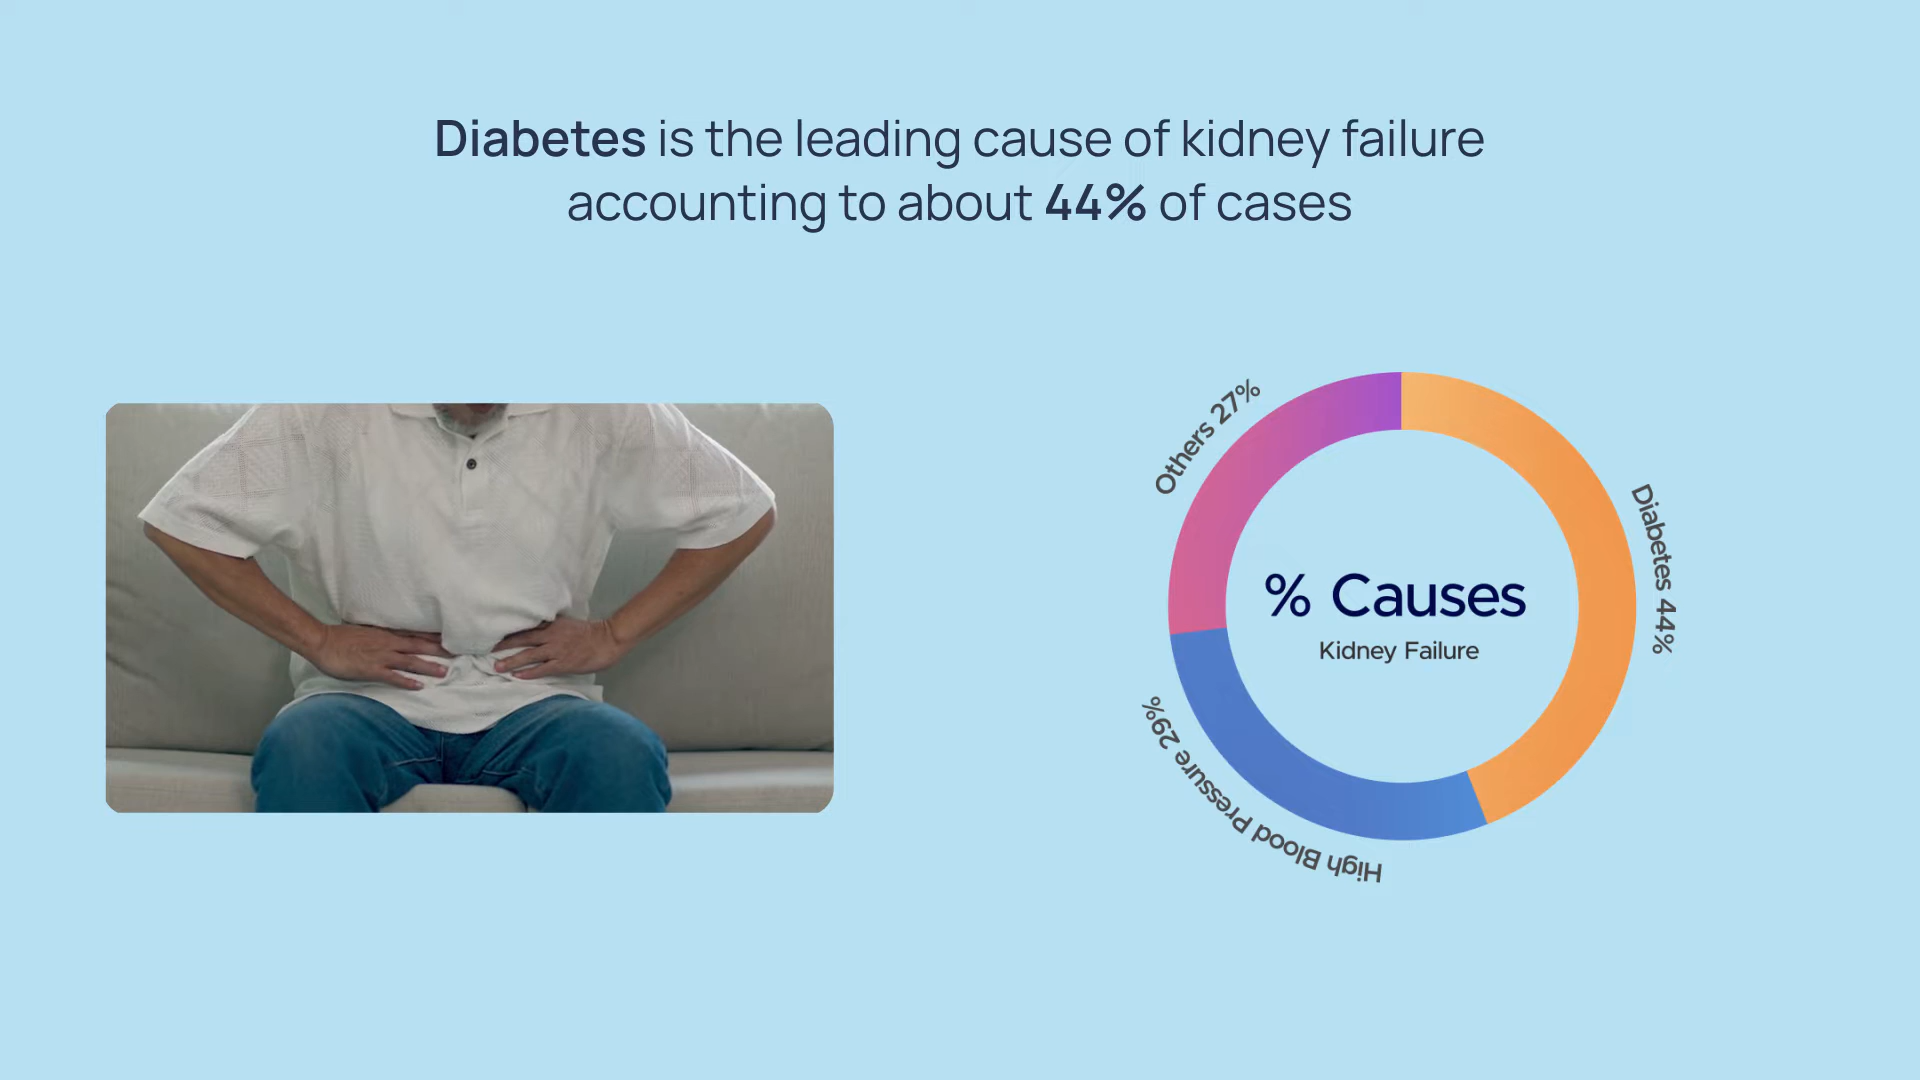 Diabetes is the leading cause of kidney failure
accounting to about 44% of cases
Others 27%
Diabetes 44%
% Causes
Kidney Failure
High Blood Pressure 29%